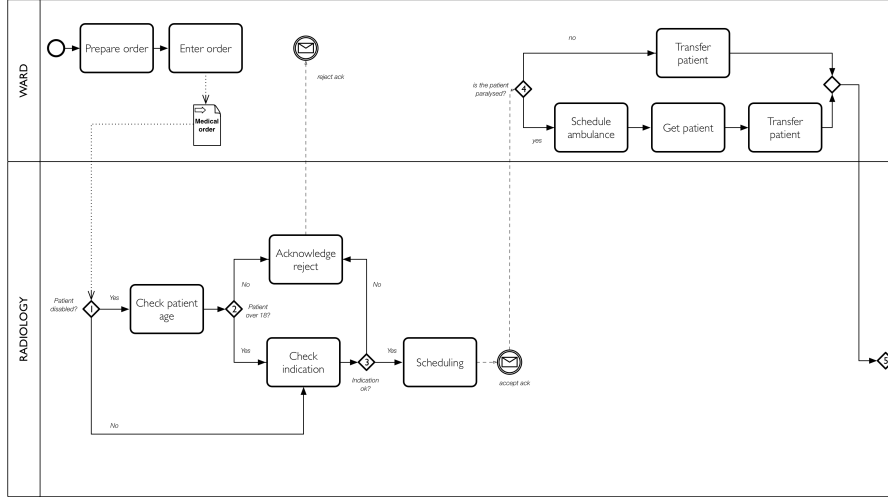 WARD
Prepare order
Enter order
Medical
order
reject ack
Is the patient
paralysed?
4
no
yes
Transfer
patient
Schedule
ambulance
Get patient
Transfer
patient
RADIOLOGY
Patient
disabled?
1
Yes
No
Check patient
age
2
Patient
over 18?
No
Yes
Acknowledge
reject
Check
indication
3
Indication
ok?
No
Yes
Scheduling
accept ack
5